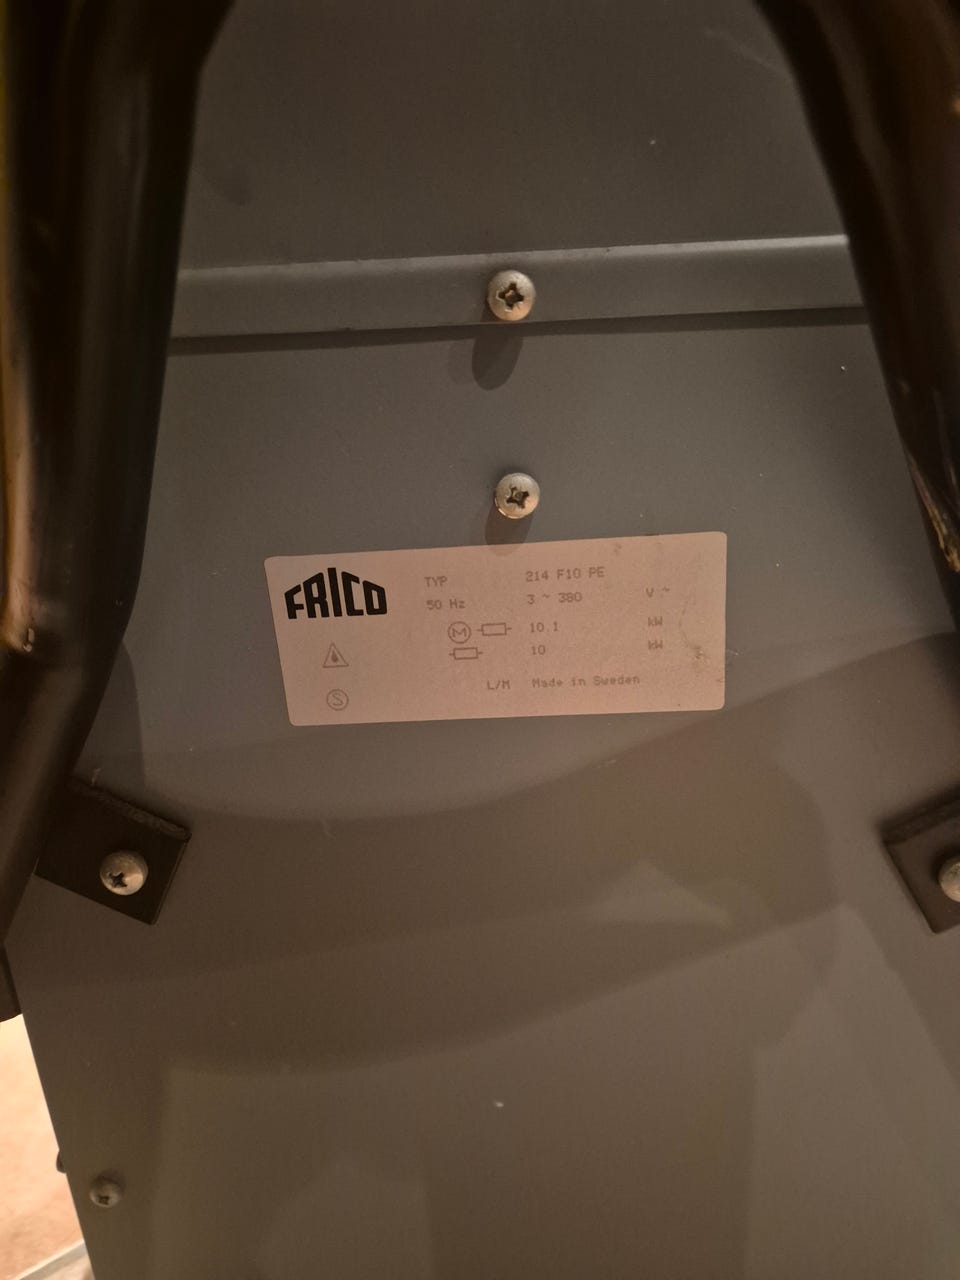 FRICO
TYP 214 F10 PE
50 Hz 3 ~ 380 V ~
M 10.1 kW
10 kW
S
L/M Made in Sweden